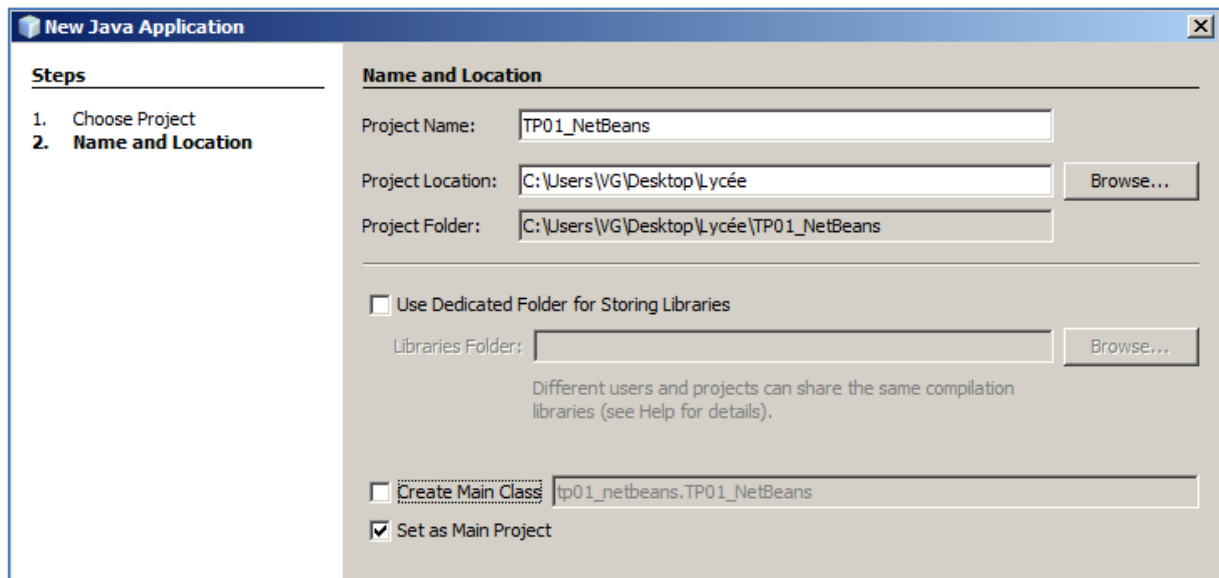 New Java Application
Steps
1. Choose Project
2. Name and Location
Name and Location
Project Name: TP01_NetBeans
Project Location: C:\Users\VG\Desktop\Lycée Browse...
Project Folder: C:\Users\VG\Desktop\Lycée\TP01_NetBeans
Use Dedicated Folder for Storing Libraries
Libraries Folder: Browse...
Different users and projects can share the same compilation
libraries (see Help for details).
Create Main Class tp01_netbeans.TP01_NetBeans
Set as Main Project